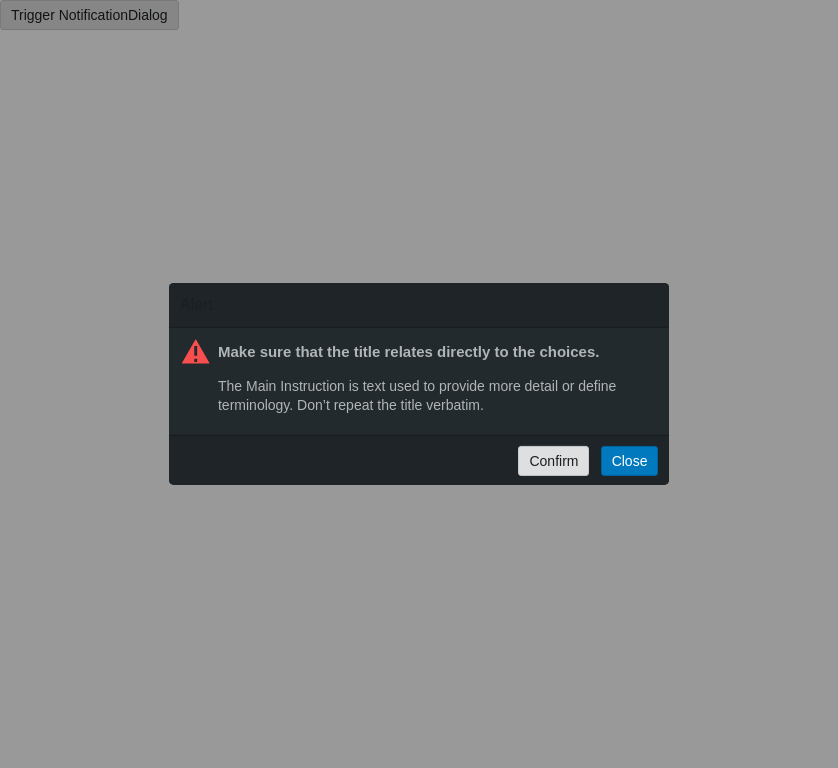 Trigger NotificationDialog
Alert
Make sure that the title relates directly to the choices.
The Main Instruction is text used to provide more detail or define
terminology. Don’t repeat the title verbatim.
Confirm Close